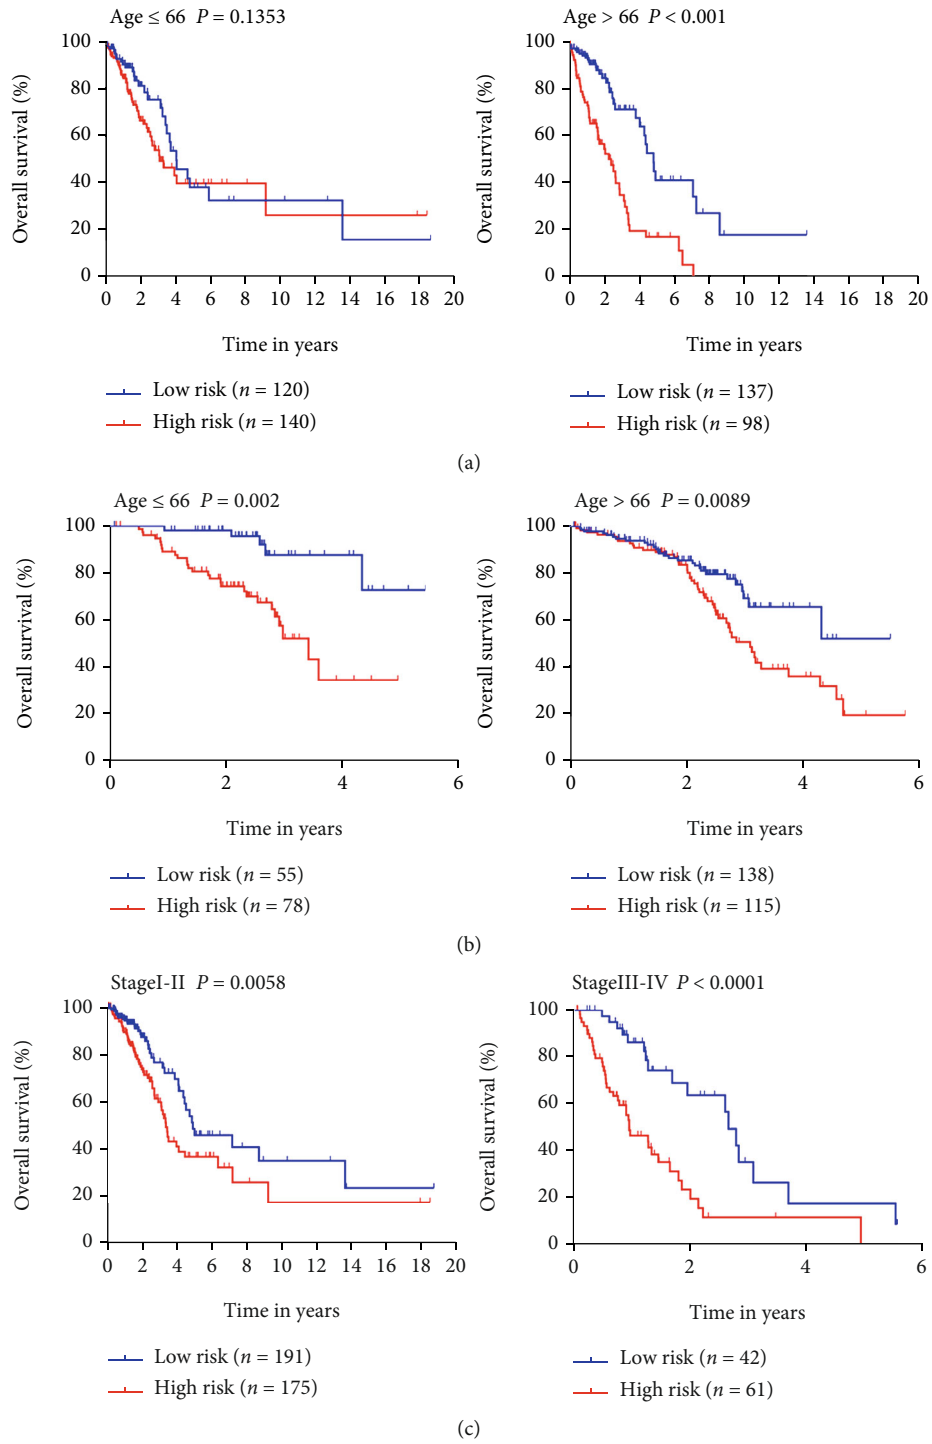 Age ≤ 66 P = 0.1353
Overall survival (%)
100
80
60
40
20
0
0 2 4 6 8 10 12 14 16 18 20
Time in years
Low risk (n = 120)
High risk (n = 140)
Age > 66 P < 0.001
Overall survival (%)
100
80
60
40
20
0
0 2 4 6 8 10 12 14 16 18 20
Time in years
Low risk (n = 137)
High risk (n = 98)
(a)
Age ≤ 66 P = 0.002
Overall survival (%)
100
80
60
40
20
0
0 2 4 6
Time in years
Low risk (n = 55)
High risk (n = 78)
Age > 66 P = 0.0089
Overall survival (%)
100
80
60
40
20
0
0 2 4 6
Time in years
Low risk (n = 138)
High risk (n = 115)
(b)
StageI-II P = 0.0058
Overall survival (%)
100
80
60
40
20
0
0 2 4 6 8 10 12 14 16 18 20
Time in years
Low risk (n = 191)
High risk (n = 175)
StageIII-IV P < 0.0001
Overall survival (%)
100
80
60
40
20
0
0 2 4 6
Time in years
Low risk (n = 42)
High risk (n = 61)
(c)